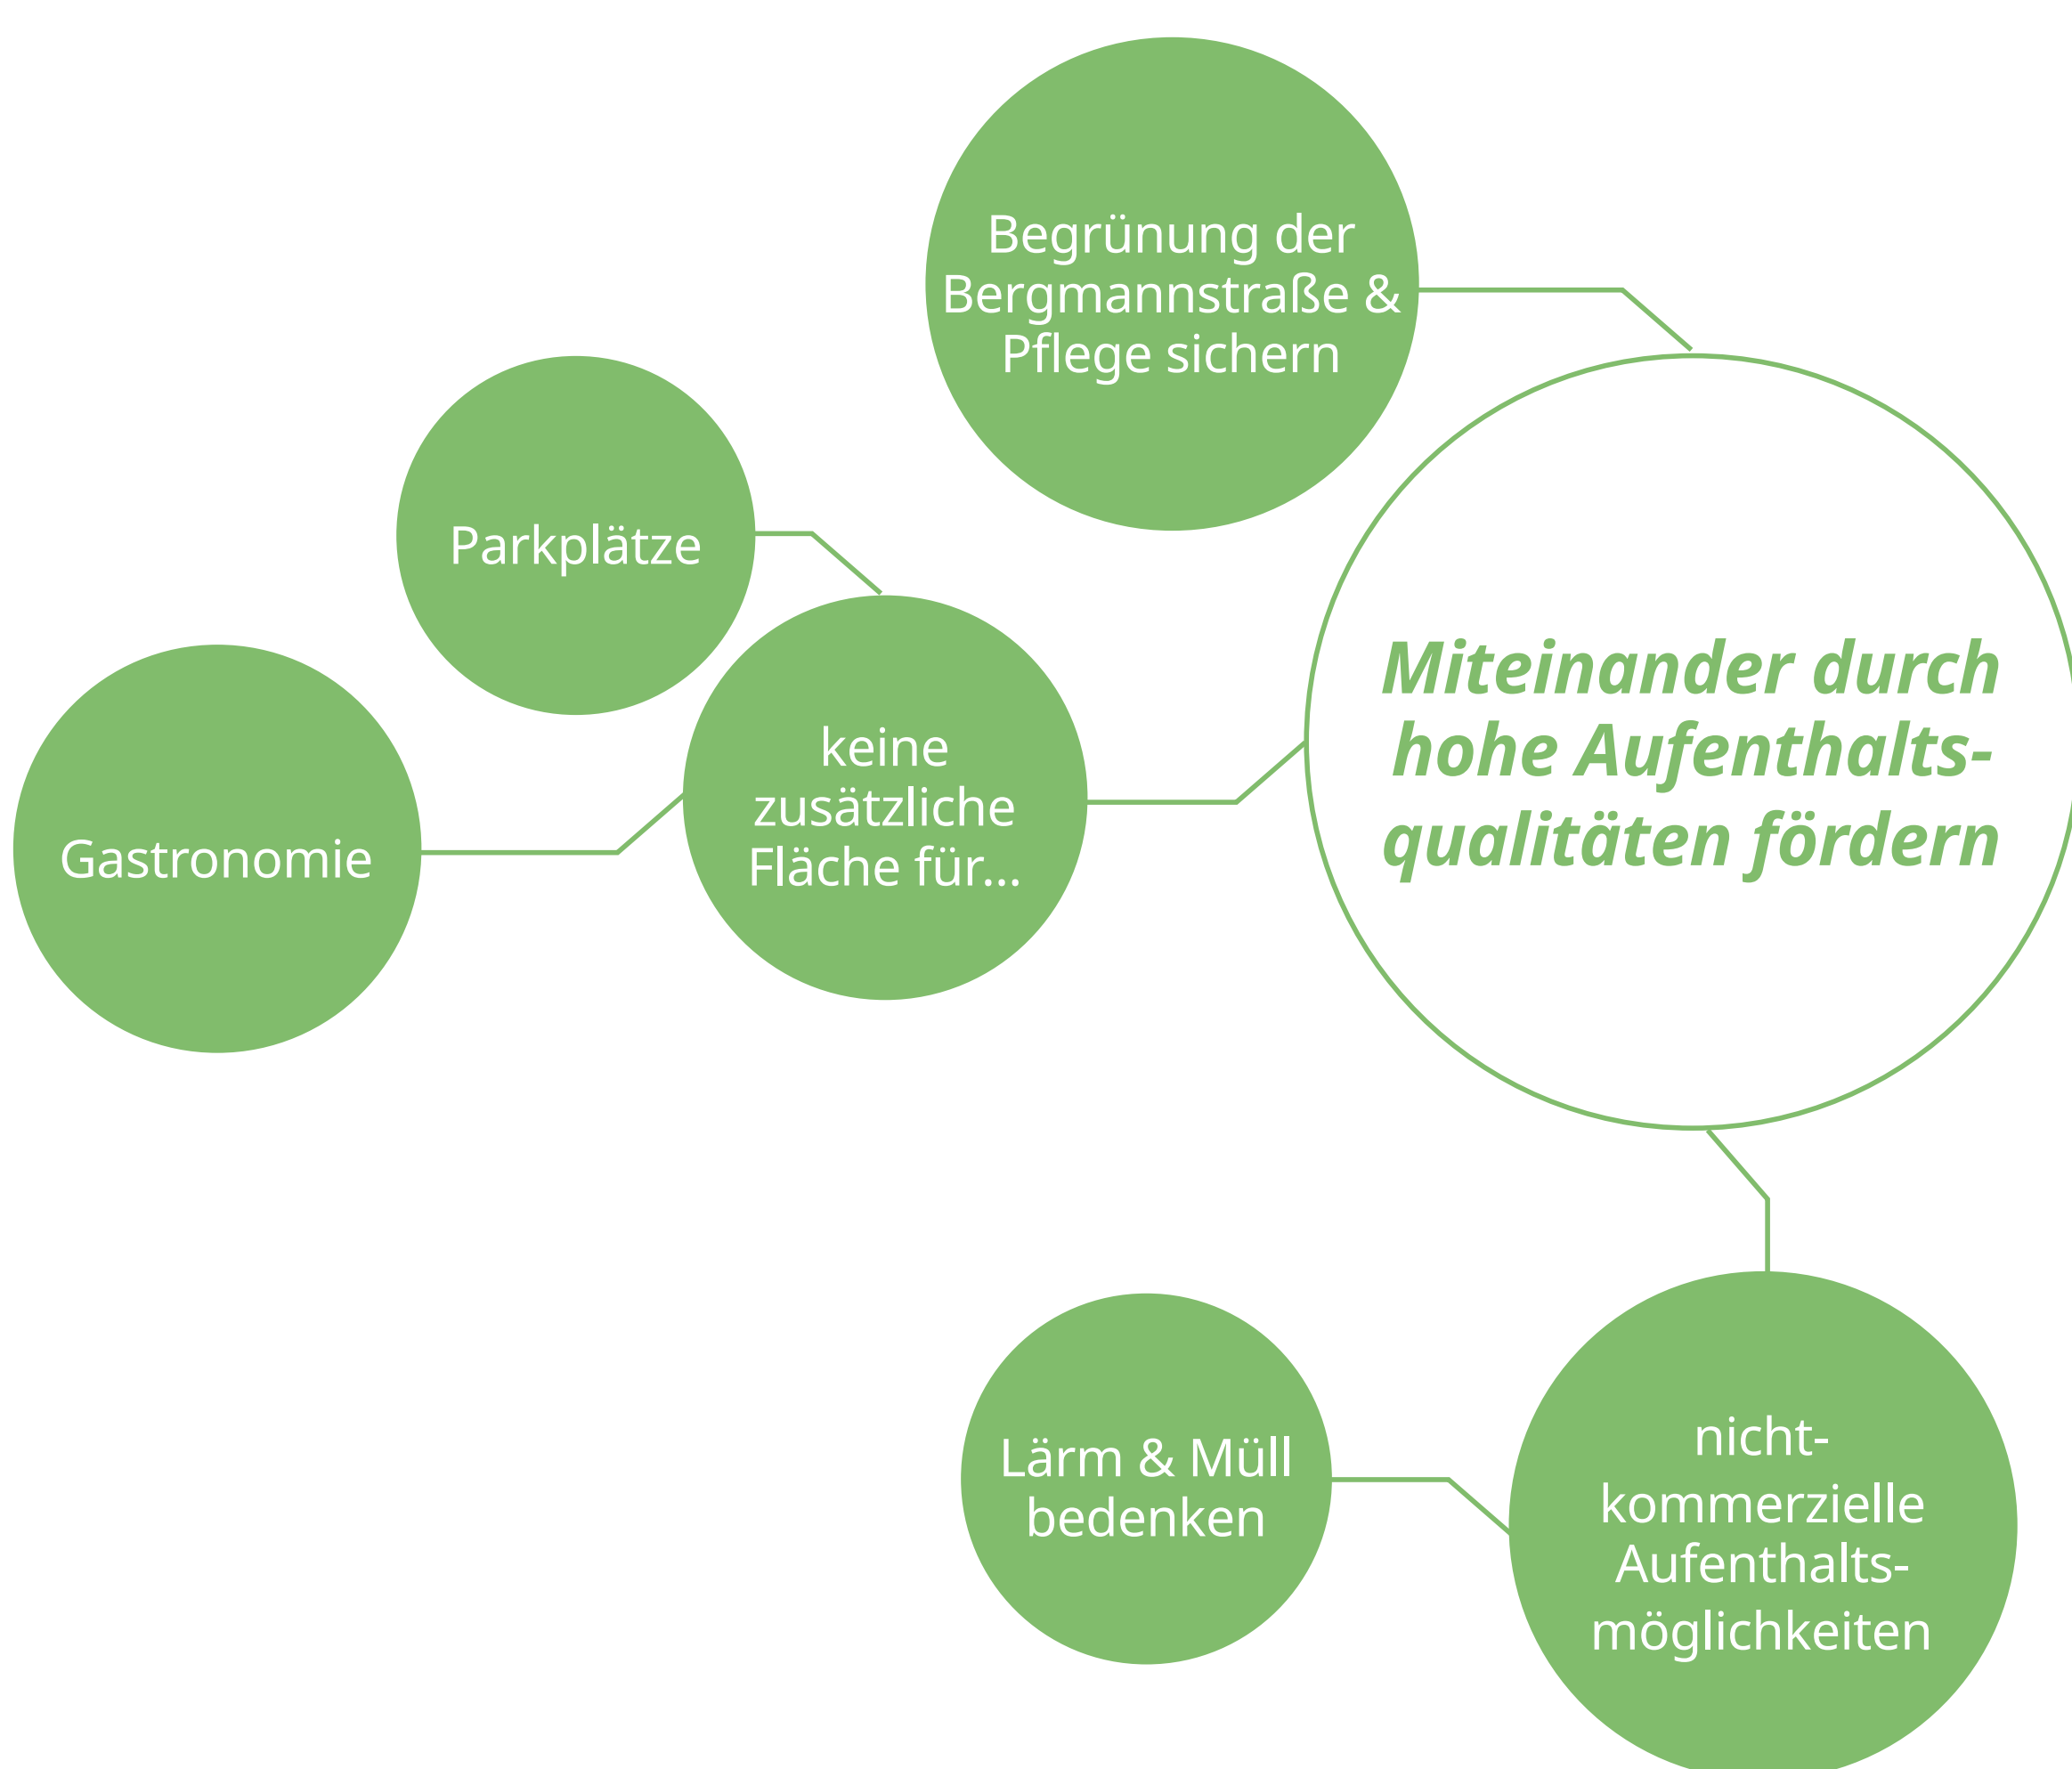 Begrünung der
Bergmannstraße &
Pflege sichern
Parkplätze
keine
zusätzliche
Fläche für...
Gastronomie
Miteinander durch
hohe Aufenthalts-
qualitäten fördern
Lärm & Müll
bedenken
nicht-
kommerzielle
Aufenthalts-
möglichkeiten